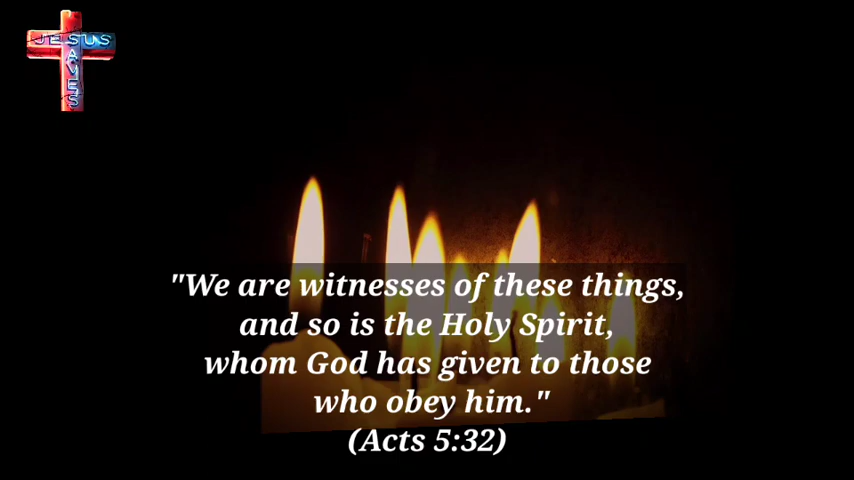 JESUS
SAVES
"We are witnesses of these things,
and so is the Holy Spirit,
whom God has given to those
who obey him."
(Acts 5:32)